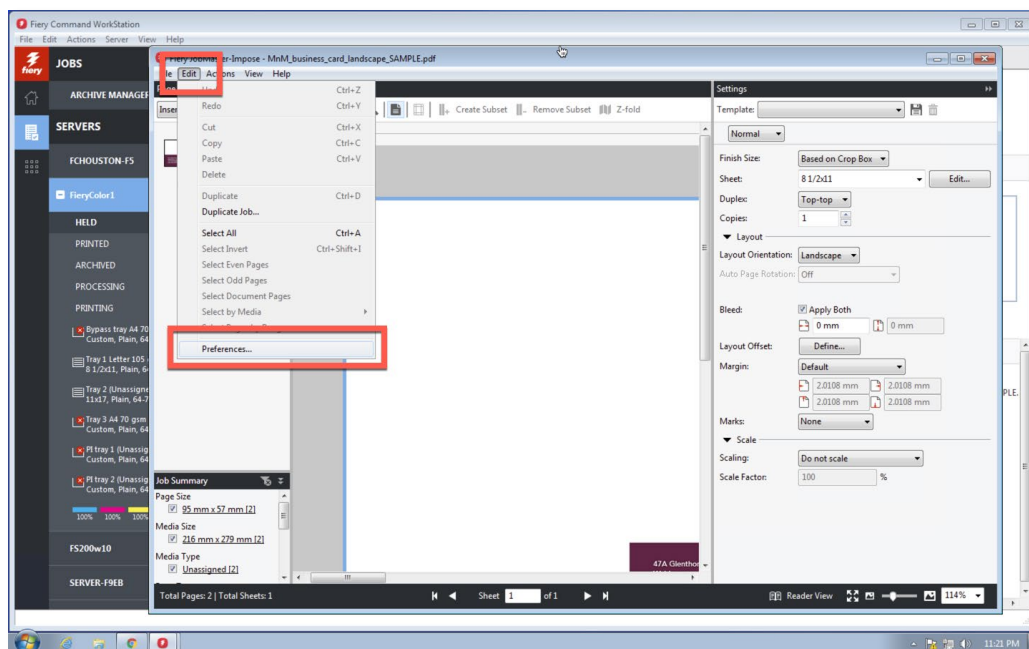 Fiery Command WorkStation
File Edit Actions Server View Help
fiery
JOBS
ARCHIVE MANAGER
SERVERS
FCHOUSTON-F5
FieryColor1
HELD
PRINTED
ARCHIVED
PROCESSING
PRINTING
Bypass tray A4 70
Custom, Plain, 64
Tray 1 Letter 105
8 1/2x11, Plain, 6
Tray 2 (Unassigne
11x17, Plain, 64-7
Tray 3 A4 70 gsm
Custom, Plain, 64
PI tray 1 (Unassig
Custom, Plain, 64
PI tray 2 (Unassig
Custom, Plain, 64
100% 100% 100%
FS200w10
SERVER-F9EB
Fiery JobMaster-Impose - MnM_business_card_landscape_SAMPLE.pdf
Edit Actions View Help
Ctrl+Z
Redo Ctrl+Y
Cut Ctrl+X
Copy Ctrl+C
Paste Ctrl+V
Delete
Duplicate Ctrl+D
Duplicate Job...
Select All Ctrl+A
Select Invert Ctrl+Shift+I
Select Even Pages
Select Odd Pages
Select Document Pages
Select by Media
Preferences...
Create Subset Remove Subset Z-fold
47A Glenthor
Job Summary
Page Size
95 mm x 57 mm [2]
Media Size
216 mm x 279 mm [2]
Media Type
Unassigned [2]
Total Pages: 2 | Total Sheets: 1
Sheet 1 of 1
Reader View
114%
Settings
Template:
Normal
Finish Size: Based on Crop Box
Sheet: 8 1/2x11 Edit...
Duplex: Top-top
Copies: 1
Layout
Layout Orientation: Landscape
Auto Page Rotation: Off
Bleed: Apply Both
0 mm 0 mm
Layout Offset: Define...
Margin: Default
2.0108 mm 2.0108 mm
2.0108 mm 2.0108 mm
Marks: None
Scale
Scaling: Do not scale
Scale Factor: 100 %
PLE.
11:21 PM